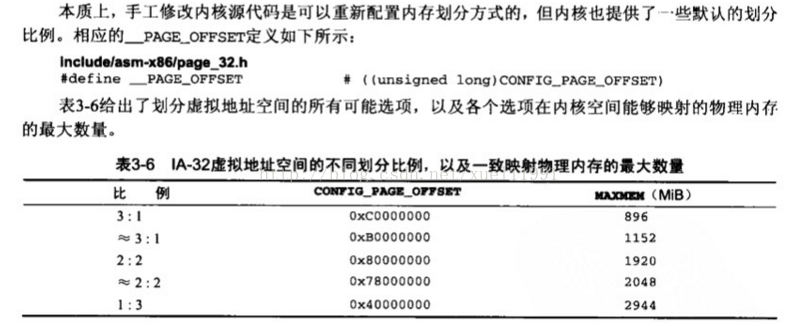 本质上，手工修改内核源代码是可以重新配置内存划分方式的，但内核也提供了一些默认的划分
比例。相应的__PAGE_OFFSET定义如下所示：
include/asm-x86/page_32.h
#define __PAGE_OFFSET # ((unsigned long)CONFIG_PAGE_OFFSET)
表3-6给出了划分虚拟地址空间的所有可能选项，以及各个选项在内核空间能够映射的物理内存
的最大数量。
表3-6 IA-32虚拟地址空间的不同划分比例，以及一致映射物理内存的最大数量
比 例 CONFIG_PAGE_OFFSET MAXMEM（MiB）
3:1 0xC0000000 896
≈3:1 0xB0000000 1152
2:2 0x80000000 1920
≈2:2 0x78000000 2048
1:3 0x40000000 2944